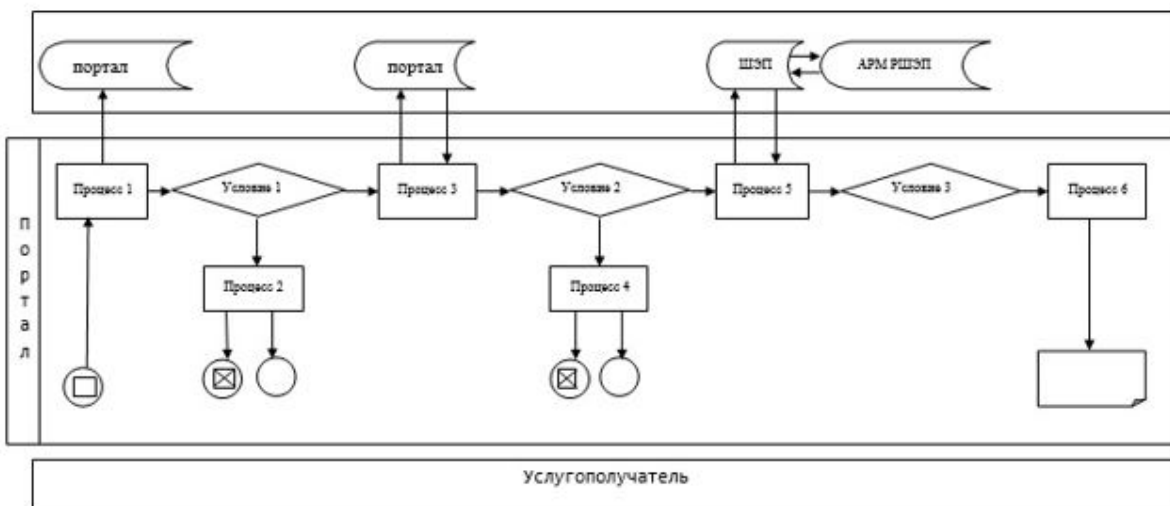 портал
портал
ШЭП
АРМ РШЭП
Процесс 1
Условие 1
Процесс 3
Условие 2
Процесс 5
Условие 3
Процесс 6
Процесс 2
Процесс 4
Портал
Услугополучатель